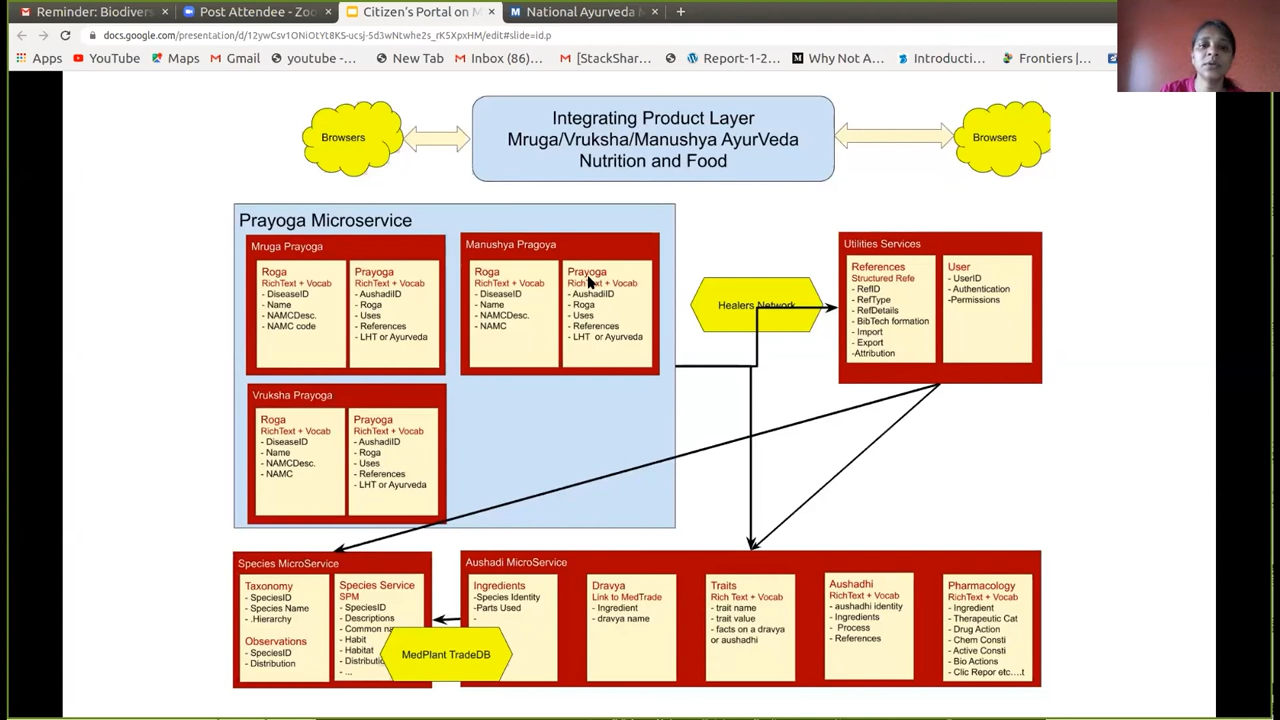 Reminder: Biodivers
Post Attendee - Zoo
Citizen's Portal on M
National Ayurveda M
docs.google.com/presentation/d/12ywCsv1ONiOtYt8KS-ucsj-5d3wNtwhe2s_rK5XpxHM/edit#slide=id.p
Apps
YouTube
Maps
Gmail
youtube -...
New Tab
Inbox (86)...
[StackShar...
Report-1-2...
Why Not A...
Introducti...
Frontiers |...
Browsers
Integrating Product Layer
Mruga/Vruksha/Manushya AyurVeda
Nutrition and Food
Browsers
Prayoga Microservice
Mruga Prayoga
Roga
RichText + Vocab
- DiseaseID
- Name
- NAMCDesc.
- NAMC code
Prayoga
RichText + Vocab
- AushadiID
- Roga
- Uses
- References
- LHT or Ayurveda
Manushya Pragoya
Roga
RichText + Vocab
- DiseaseID
- Name
- NAMCDesc.
- NAMC
Prayoga
RichText + Vocab
- AushadiID
- Roga
- Uses
- References
- LHT or Ayurveda
Vruksha Prayoga
Roga
RichText + Vocab
- DiseaseID
- Name
- NAMCDesc.
- NAMC
Prayoga
RichText + Vocab
- AushadiID
- Roga
- Uses
- References
- LHT or Ayurveda
Healers Network
Utilities Services
References
Structured Refe
- RefID
- RefType
- RefDetails
- BibTech formation
- Import
- Export
-Attribution
User
- UserID
- Authentication
-Permissions
Species MicroService
Taxonomy
- SpeciesID
- Species Name
- .Hierarchy
Observations
- SpeciesID
- Distribution
Species Service
SPM
- SpeciesID
- Descriptions
- Common na
- Habit
- Habitat
- Distributio
- ...
MedPlant TradeDB
Aushadi MicroService
Ingredients
-Species Identity
-Parts Used
-
Dravya
Link to MedTrade
- Ingredient
- dravya name
Traits
Rich Text + Vocab
- trait name
- trait value
- facts on a dravya
or aushadhi
Aushadhi
RichText + Vocab
- aushadhi identity
- Ingredients
- Process
- References
Pharmacology
RichText + Vocab
- Ingredient
- Therapeutic Cat
- Drug Action
- Chem Consti
- Active Consti
- Bio Actions
- Clic Repor etc....t